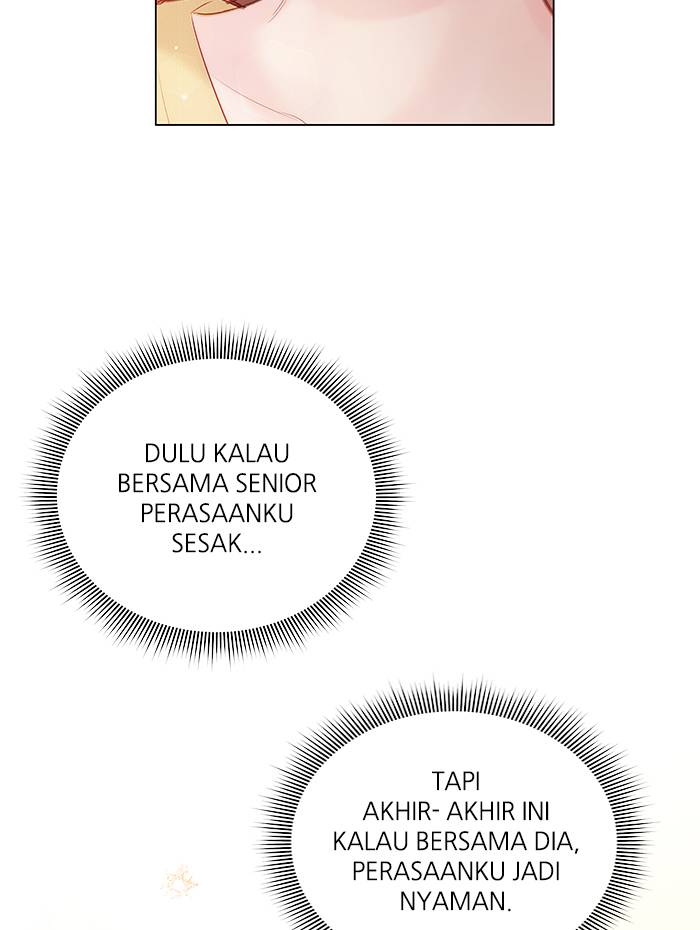 DULU KALAU
BERSAMA SENIOR
PERASAANKU
SESAK...
TAPI
AKHIR- AKHIR INI
KALAU BERSAMA DIA,
PERASAANKU JADI
NYAMAN.